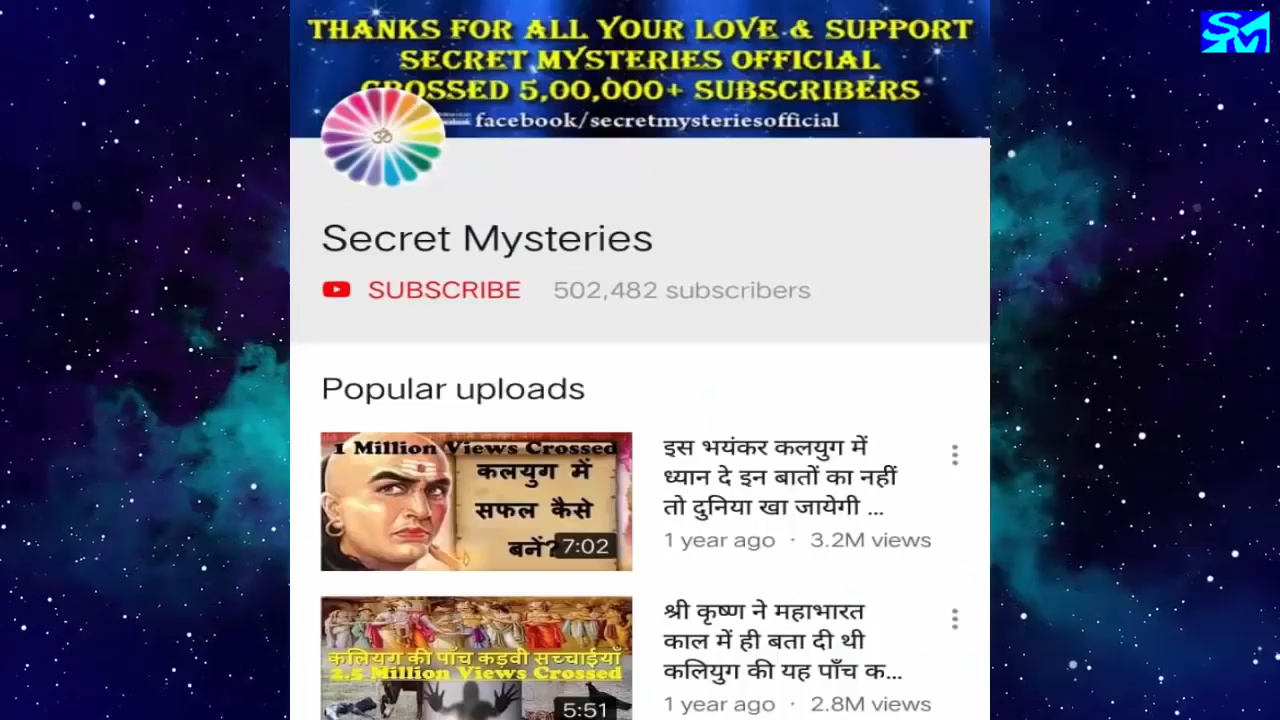 THANKS FOR ALL YOUR LOVE & SUPPORT
SECRET MYSTERIES OFFICIAL
CROSSED 5,00,000+ SUBSCRIBERS
facebook/secretmysteriesofficial
SM
Secret Mysteries
SUBSCRIBE 502,482 subscribers
Popular uploads
1 Million Views Crossed
कलयुग में
सफल कैसे
बनें?
7:02
इस भयंकर कलयुग में
ध्यान दे इन बातों का नहीं
तो दुनिया खा जायेगी ...
1 year ago · 3.2M views
कलियुग की पाँच कड़वी सच्चाईयाँ
2.5 Million Views Crossed
5:51
श्री कृष्ण ने महाभारत
काल में ही बता दी थी
कलियुग की यह पाँच क...
1 year ago · 2.8M views